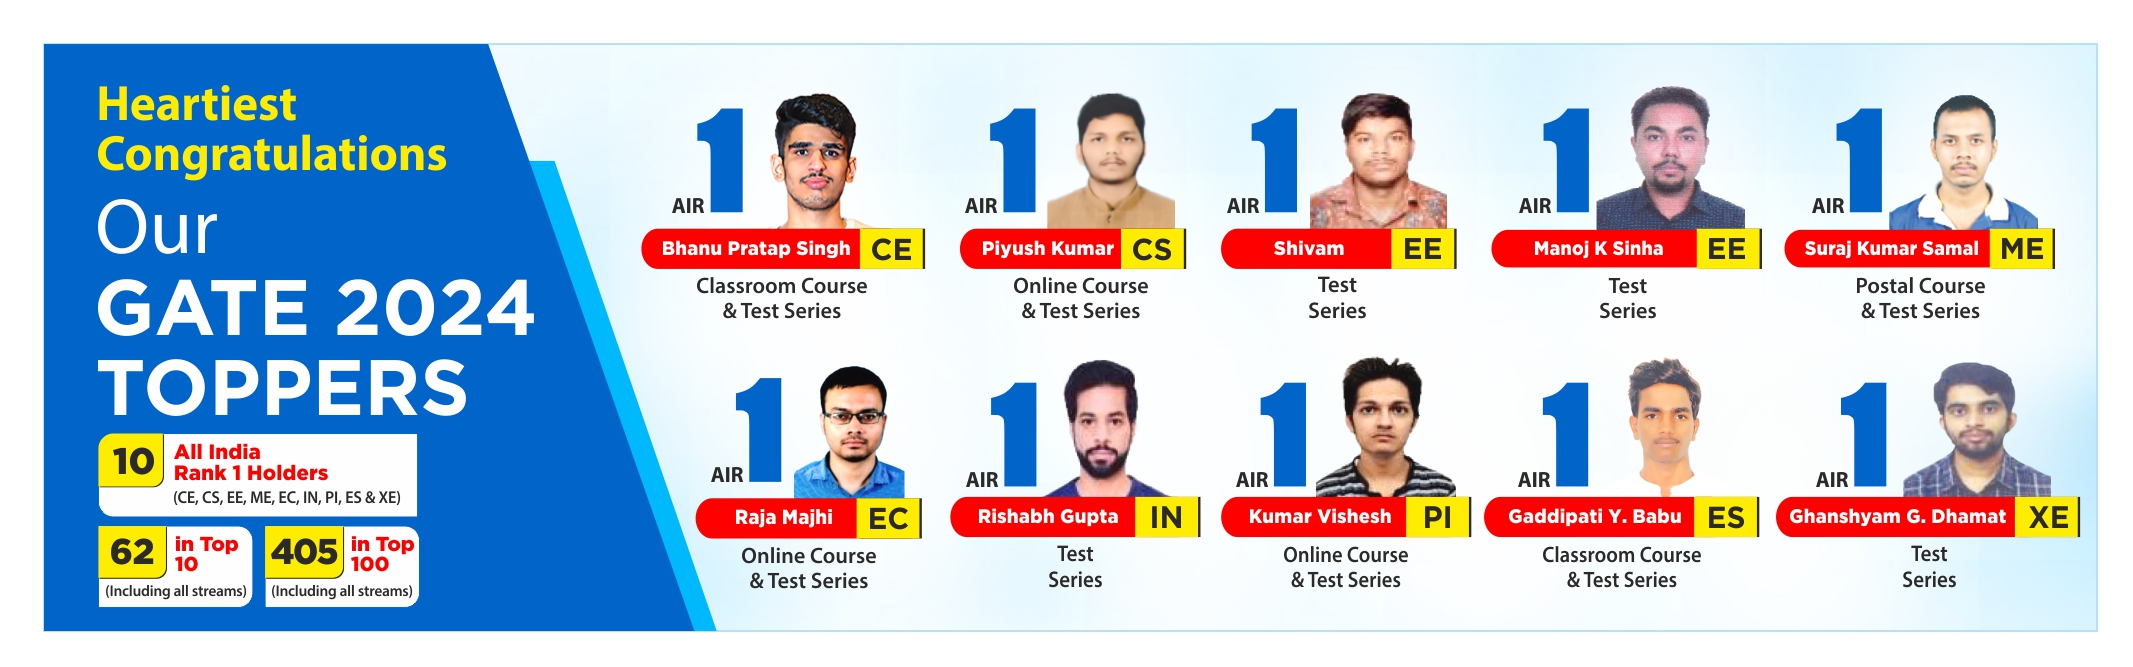 Heartiest
Congratulations
Our
GATE 2024
TOPPERS
10 All India
Rank 1 Holders
(CE, CS, EE, ME, EC, IN, PI, ES & XE)
62 in Top
10
(Including all streams)
405 in Top
100
(Including all streams)
AIR 1
Bhanu Pratap Singh CE
Classroom Course
& Test Series
AIR 1
Piyush Kumar CS
Online Course
& Test Series
AIR 1
Shivam EE
Test
Series
AIR 1
Manoj K Sinha EE
Test
Series
AIR 1
Suraj Kumar Samal ME
Postal Course
& Test Series
AIR 1
Raja Majhi EC
Online Course
& Test Series
AIR 1
Rishabh Gupta IN
Test
Series
AIR 1
Kumar Vishesh PI
Online Course
& Test Series
AIR 1
Gaddipati Y. Babu ES
Classroom Course
& Test Series
AIR 1
Ghanshyam G. Dhamat XE
Test
Series